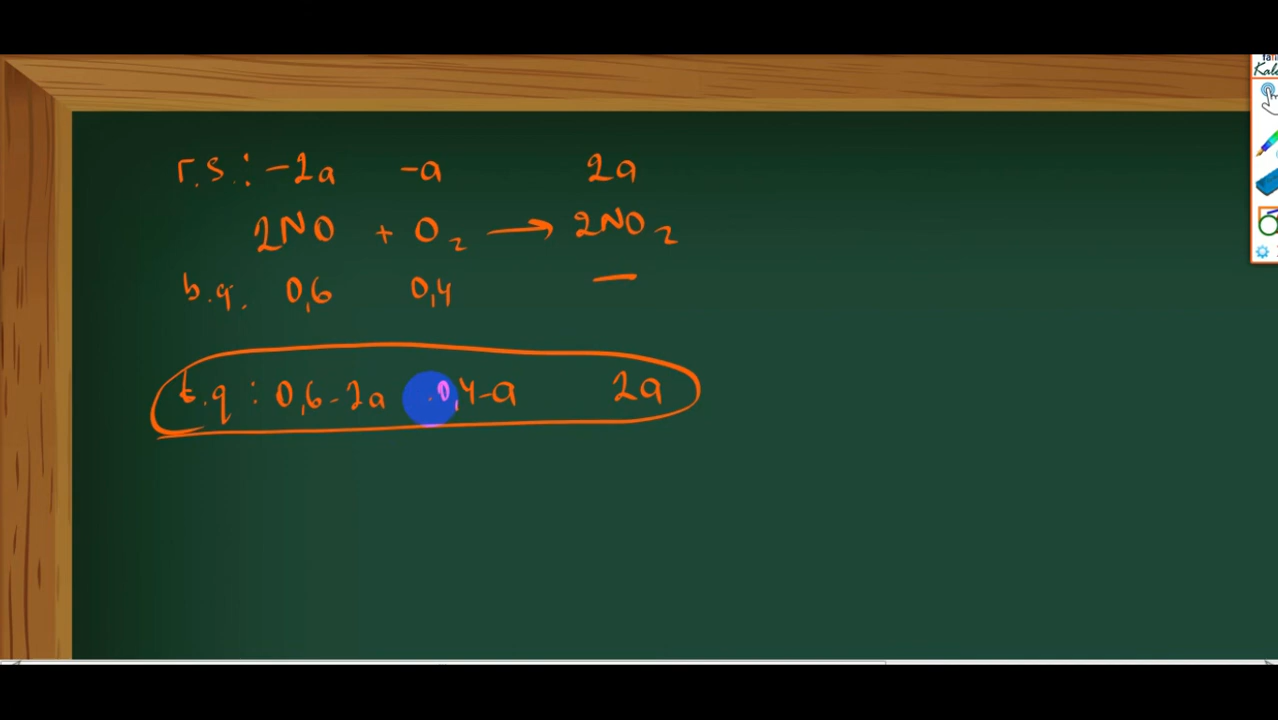 r.s.: -2a -a 2a
2NO + O2 → 2NO2
b.q. 0,6 0,4 —
t.q : 0,6-2a 0,4-a 2a